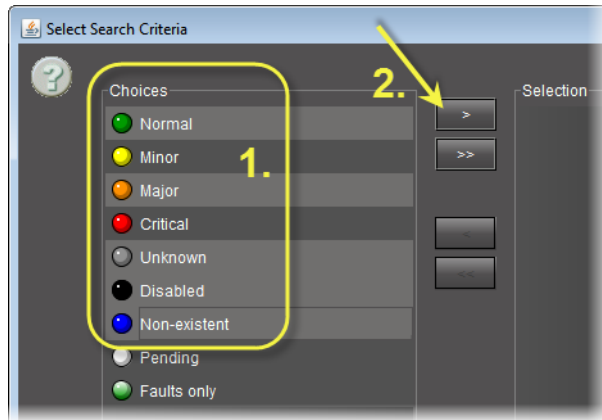 Select Search Criteria
?
Choices
2.
Selection
Normal
>
Minor
1.
>>
Major
Critical
<
Unknown
<<
Disabled
Non-existent
Pending
Faults only